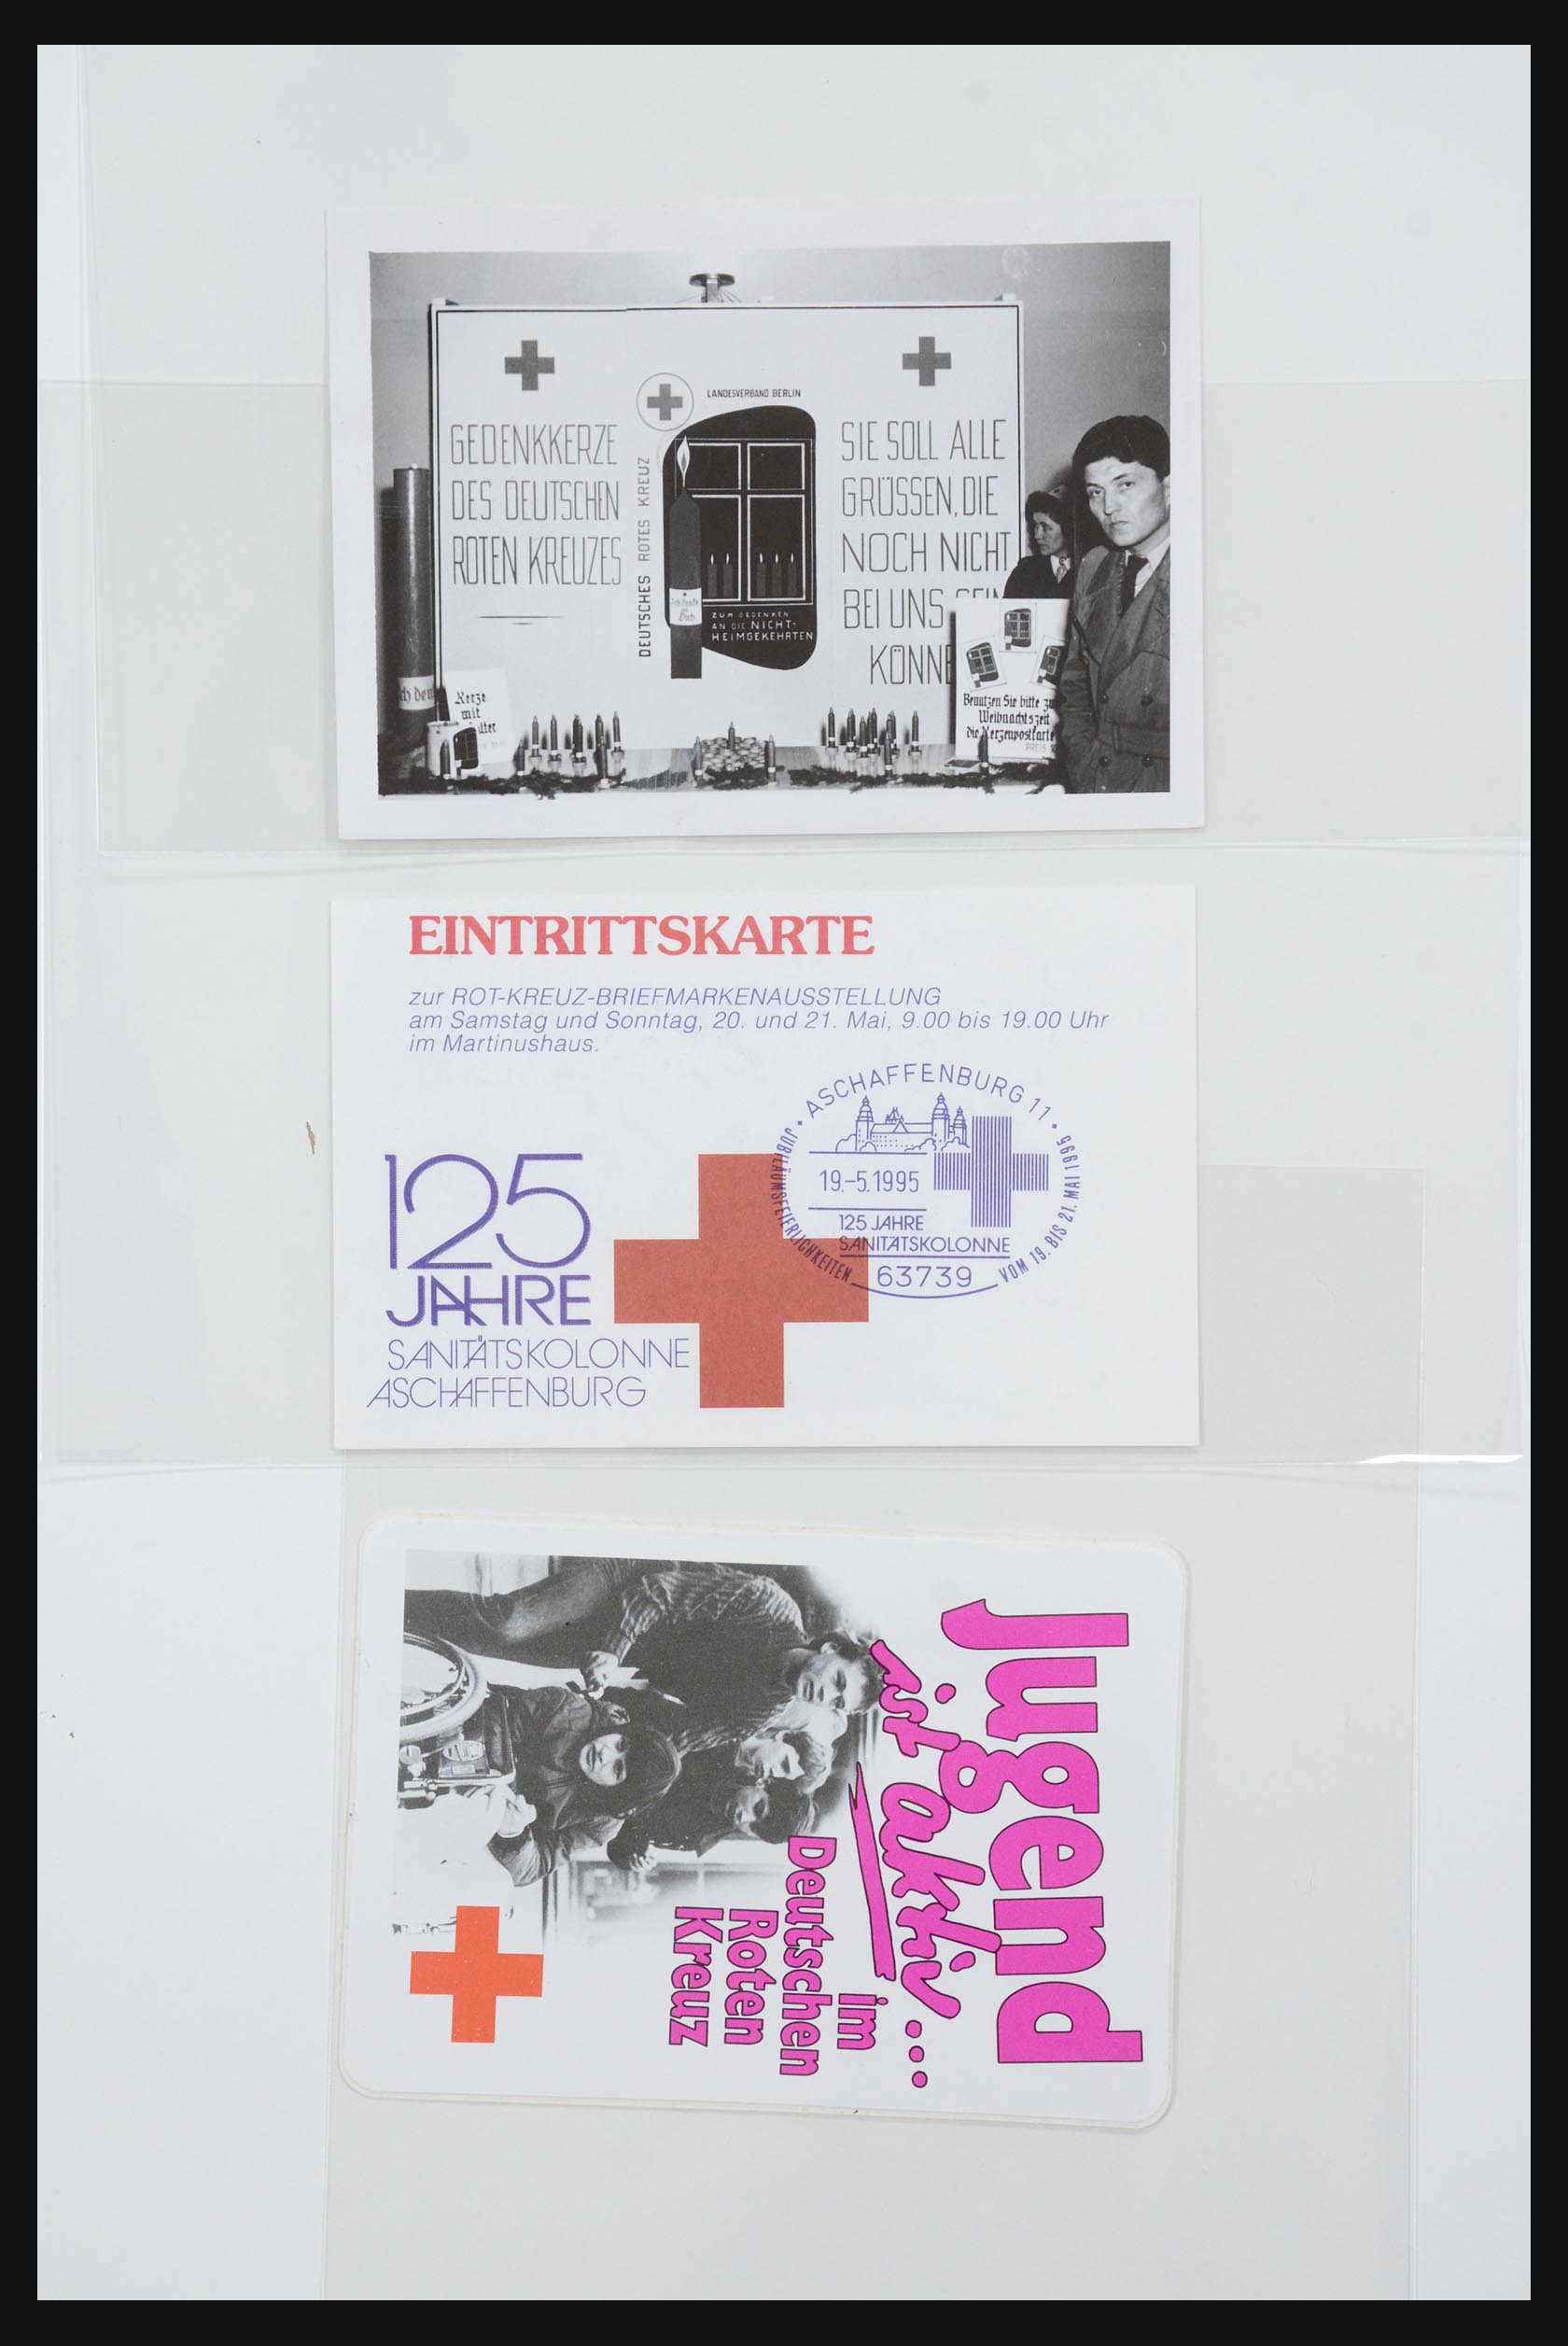 GEDENKKERZE
DES DEUTSCHEN
ROTEN KREUZES
DEUTSCHES ROTES KREUZ
LANDESVERBAND BERLIN
ZUM GEDENKEN
AN DIE NICHT-
HEIMGEKEHRTEN
SIE SOLL ALLE
GRÜSSEN, DIE
NOCH NICHT
BEI UNS SEIN
KÖNNE
Kerze
mit
Benutzen Sie bitte zu
Weihnachtszeit
die Kerzenpostkarte
PREIS
EINTRITTSKARTE
zur ROT-KREUZ-BRIEFMARKENAUSSTELLUNG
am Samstag und Sonntag, 20. und 21. Mai, 9.00 bis 19.00 Uhr
im Martinushaus.
125
JAHRE
SANITÄTSKOLONNE
ASCHAFFENBURG
• ASCHAFFENBURG 11 •
JUBILÄUMSFEIERLICHKEITEN
VOM 19. BIS 21. MAI 1995
19.-5.1995
125 JAHRE
SANITÄTSKOLONNE
63739
Jugend
ist aktiv...
im
Deutschen
Roten
Kreuz